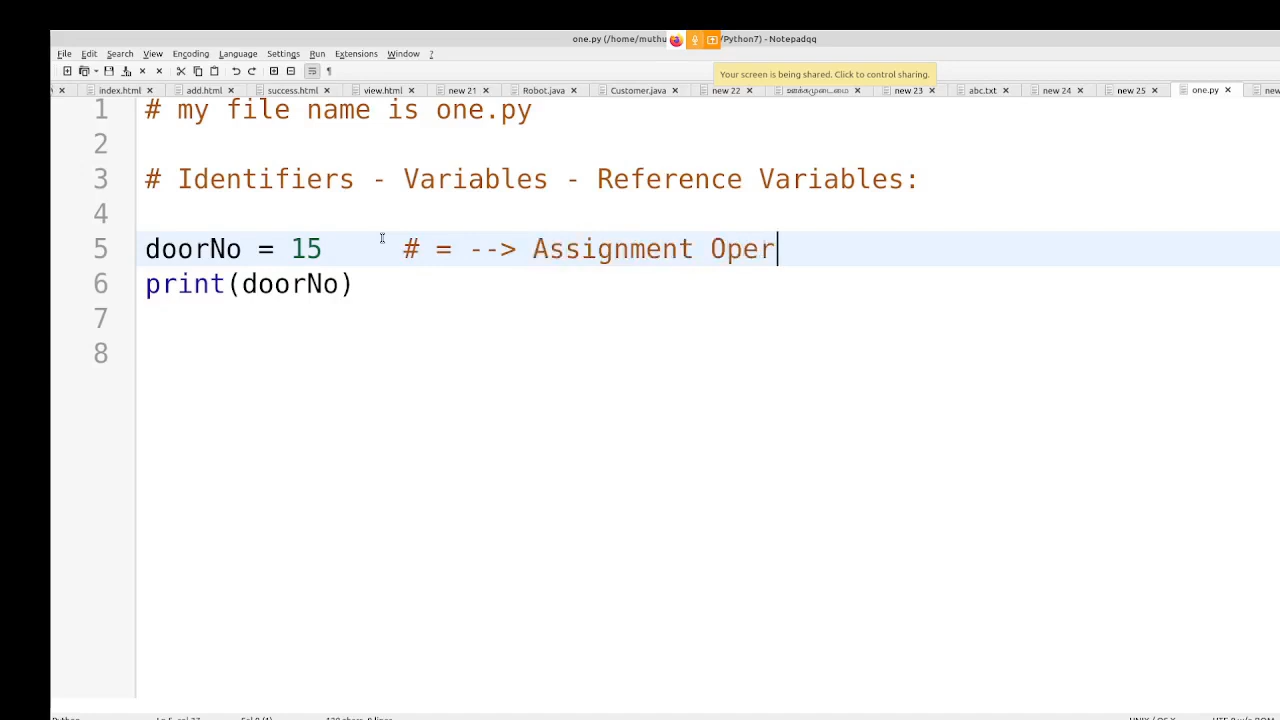 one.py (/home/muthu /Python7) - Notepadqq
File Edit Search View Encoding Language Settings Run Extensions Window ?
Your screen is being shared. Click to control sharing.
index.html add.html success.html view.html new 21 Robot.java Customer.java new 22 ஊக்கமுடைமை new 23 abc.txt new 24 new 25 one.py new
1 # my file name is one.py
2
3 # Identifiers - Variables - Reference Variables:
4
5 doorNo = 15 # = --> Assignment Oper
6 print(doorNo)
7
8